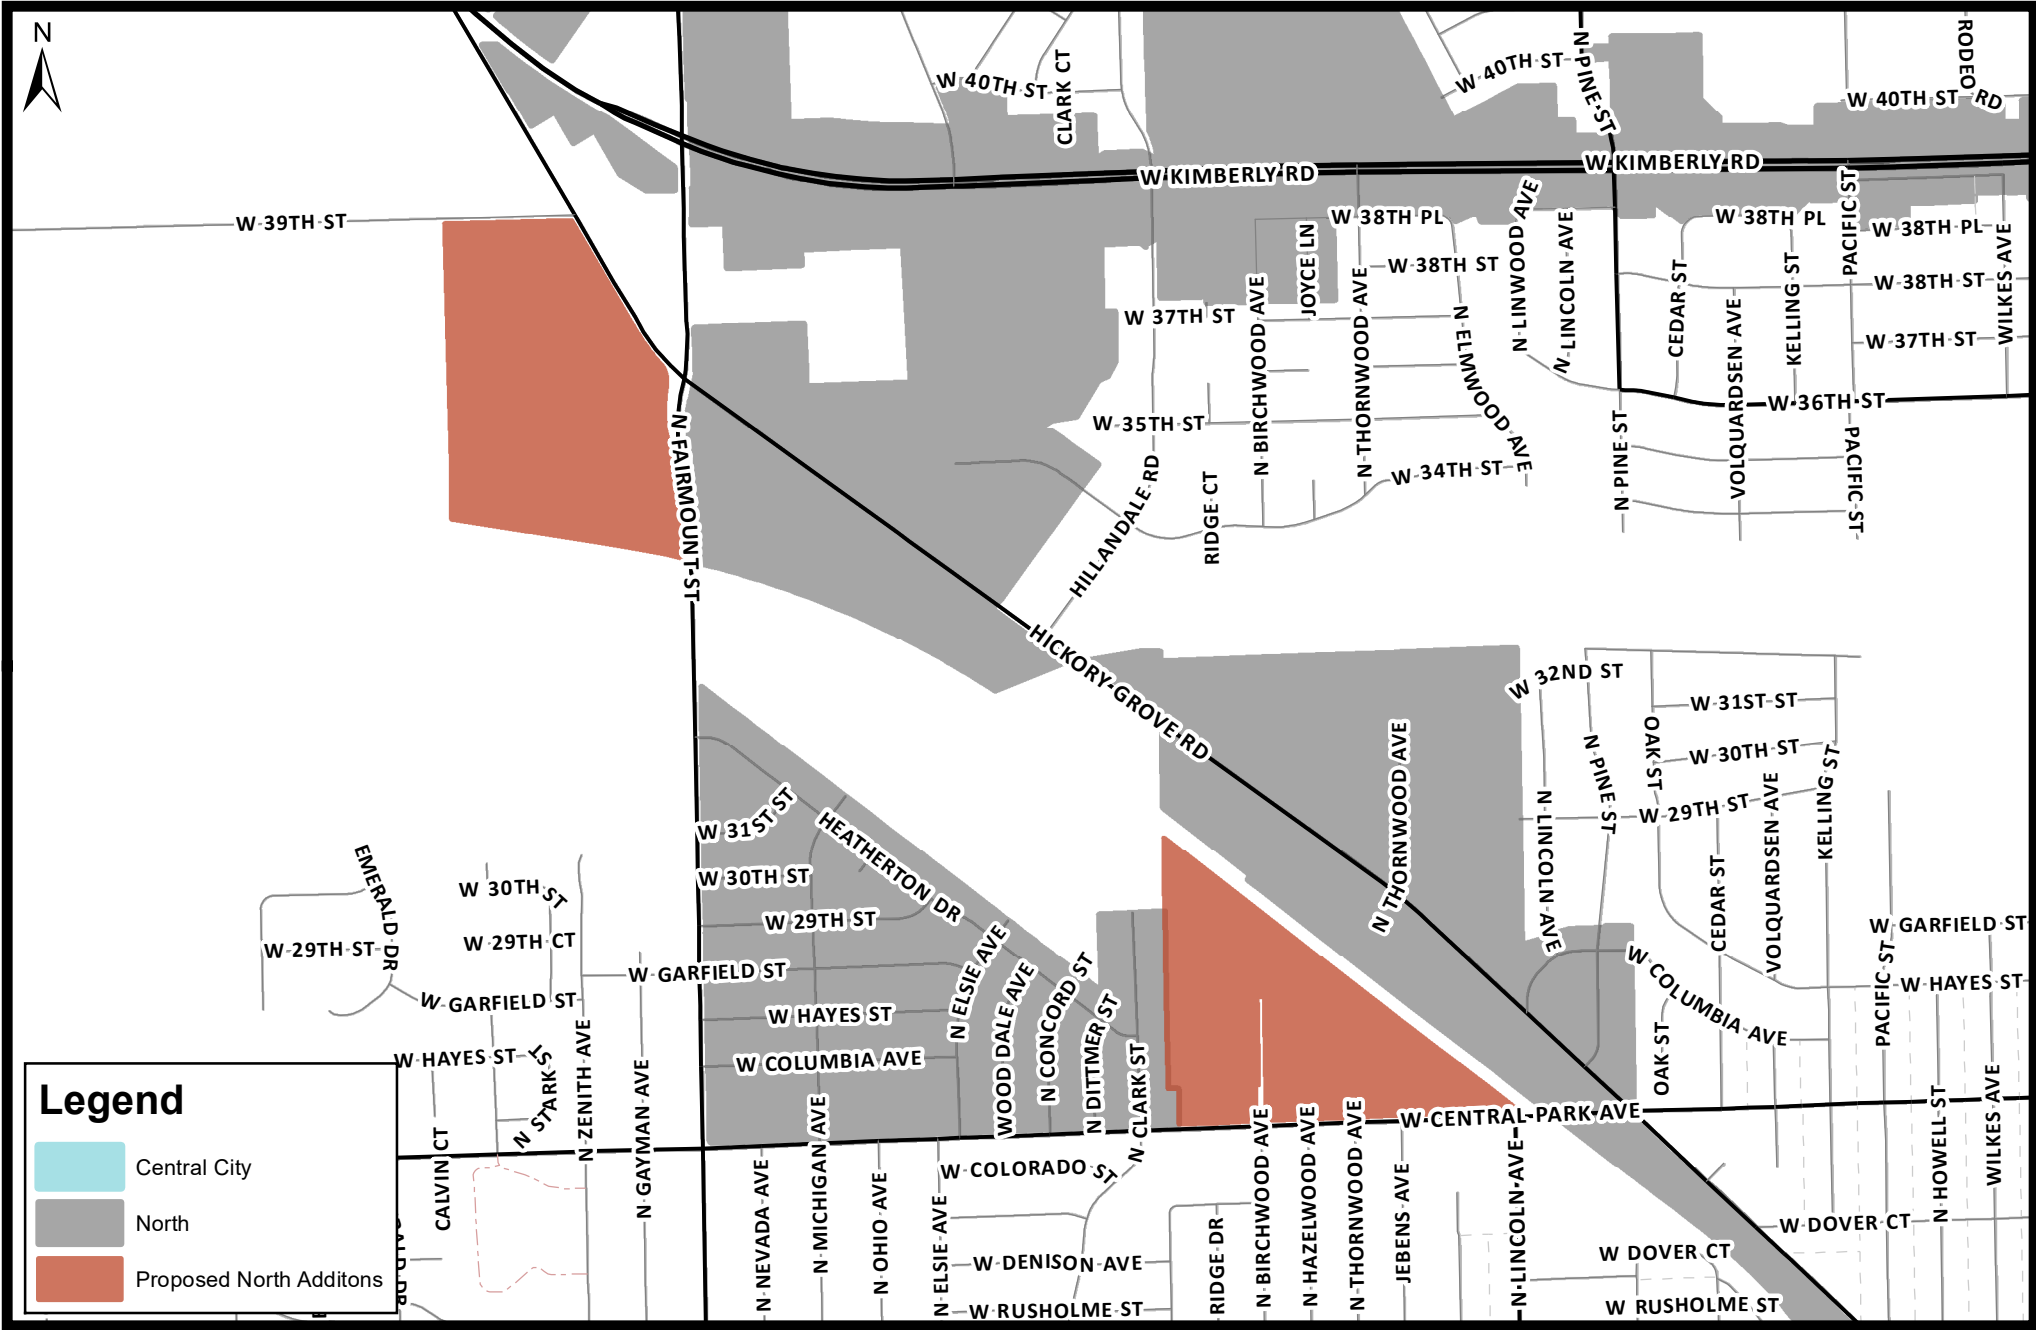 N
W 40TH ST
CLARK CT
W 40TH ST
N PINE ST
RODEO RD
W 40TH ST
W KIMBERLY RD
W KIMBERLY RD
W 39TH ST
W 38TH PL
W 38TH PL
W 38TH PL
PACIFIC ST
N LINWOOD AVE
N LINCOLN AVE
JOYCE LN
W 38TH ST
W 38TH ST
CEDAR ST
KELLING ST
WILKES AVE
W 37TH ST
N BIRCHWOOD AVE
N THORNWOOD AVE
N ELMWOOD AVE
VOLQUARDSEN AVE
W 37TH ST
W 36TH ST
N FAIRMOUNT ST
W 35TH ST
N PINE ST
PACIFIC ST
W 34TH ST
HILLANDALE RD
RIDGE CT
HICKORY GROVE RD
W 32ND ST
W 31ST ST
OAK ST
N PINE ST
W 30TH ST
KELLING ST
N THORNWOOD AVE
N LINCOLN AVE
W 29TH ST
VOLQUARDSEN AVE
CEDAR ST
W 31ST ST
HEATHERTON DR
W 30TH ST
W 29TH ST
EMERALD DR
W 30TH ST
W 29TH ST
W 29TH CT
W GARFIELD ST
W GARFIELD ST
W GARFIELD ST
W COLUMBIA AVE
PACIFIC ST
W HAYES ST
N ELSIE AVE
WOOD DALE AVE
N CONCORD ST
N DITTMER ST
N CLARK ST
W HAYES ST
W COLUMBIA AVE
W HAYES ST
N STARK ST
N ZENITH AVE
N GAYMAN AVE
OAK ST
W CENTRAL PARK AVE
N HOWELL ST
WILKES AVE
CALVIN CT
N NEVADA AVE
N MICHIGAN AVE
N OHIO AVE
N ELSIE AVE
W COLORADO ST
W DENISON AVE
W RUSHOLME ST
RIDGE DR
N BIRCHWOOD AVE
N HAZELWOOD AVE
N THORNWOOD AVE
JEBENS AVE
N LINCOLN AVE
W DOVER CT
W DOVER CT
W RUSHOLME ST
Legend
Central City
North
Proposed North Additons